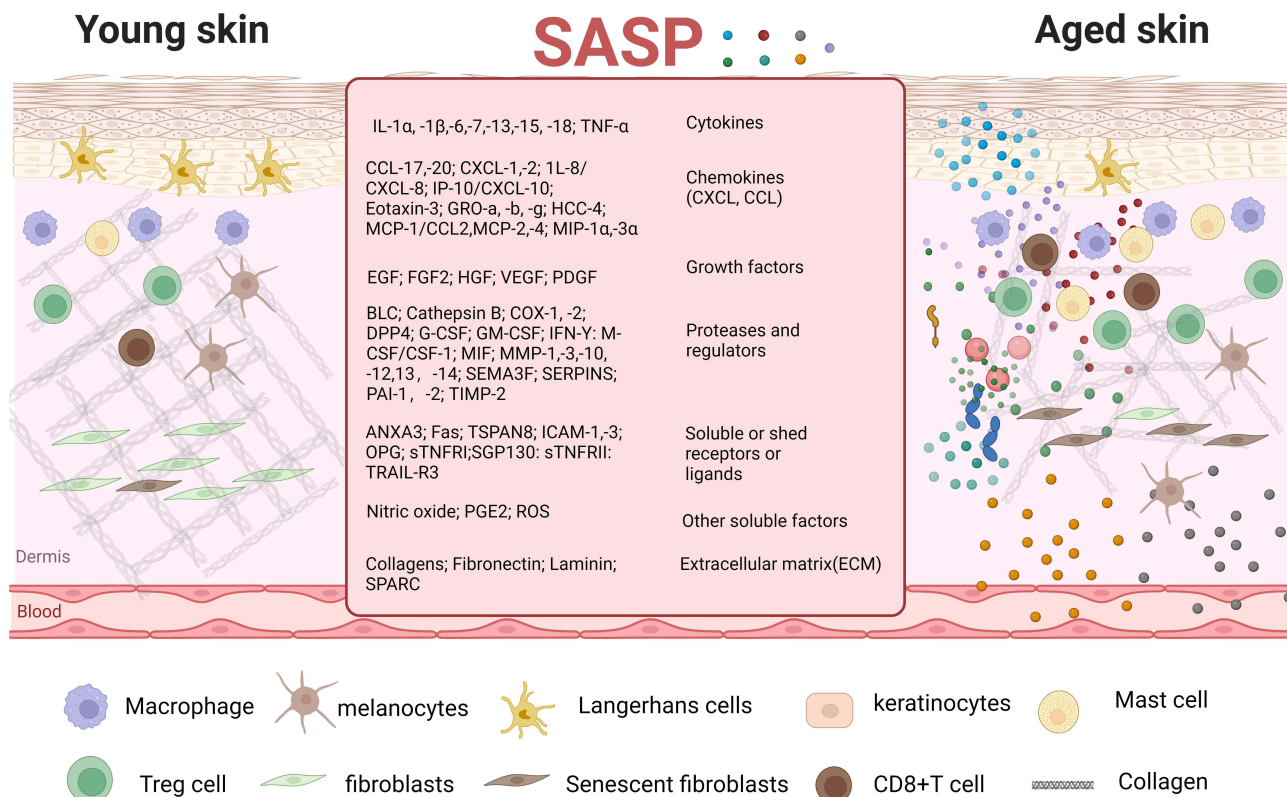 Young skin
SASP
Aged skin
IL-1α, -1β,-6,-7,-13,-15, -18; TNF-α
Cytokines
CCL-17,-20; CXCL-1,-2; 1L-8/
CXCL-8; IP-10/CXCL-10;
Eotaxin-3; GRO-a, -b, -g; HCC-4;
MCP-1/CCL2,MCP-2,-4; MIP-1α,-3α
Chemokines
(CXCL, CCL)
EGF; FGF2; HGF; VEGF; PDGF
Growth factors
BLC; Cathepsin B; COX-1, -2;
DPP4; G-CSF; GM-CSF; IFN-Y: M-
CSF/CSF-1; MIF; MMP-1,-3,-10,
-12,13 , -14; SEMA3F; SERPINS;
PAI-1 , -2; TIMP-2
Proteases and
regulators
ANXA3; Fas; TSPAN8; ICAM-1,-3;
OPG; sTNFRI;SGP130: sTNFRII:
TRAIL-R3
Soluble or shed
receptors or
ligands
Nitric oxide; PGE2; ROS
Other soluble factors
Collagens; Fibronectin; Laminin;
SPARC
Extracellular matrix(ECM)
Dermis
Blood
Macrophage
melanocytes
Langerhans cells
keratinocytes
Mast cell
Treg cell
fibroblasts
Senescent fibroblasts
CD8+T cell
Collagen